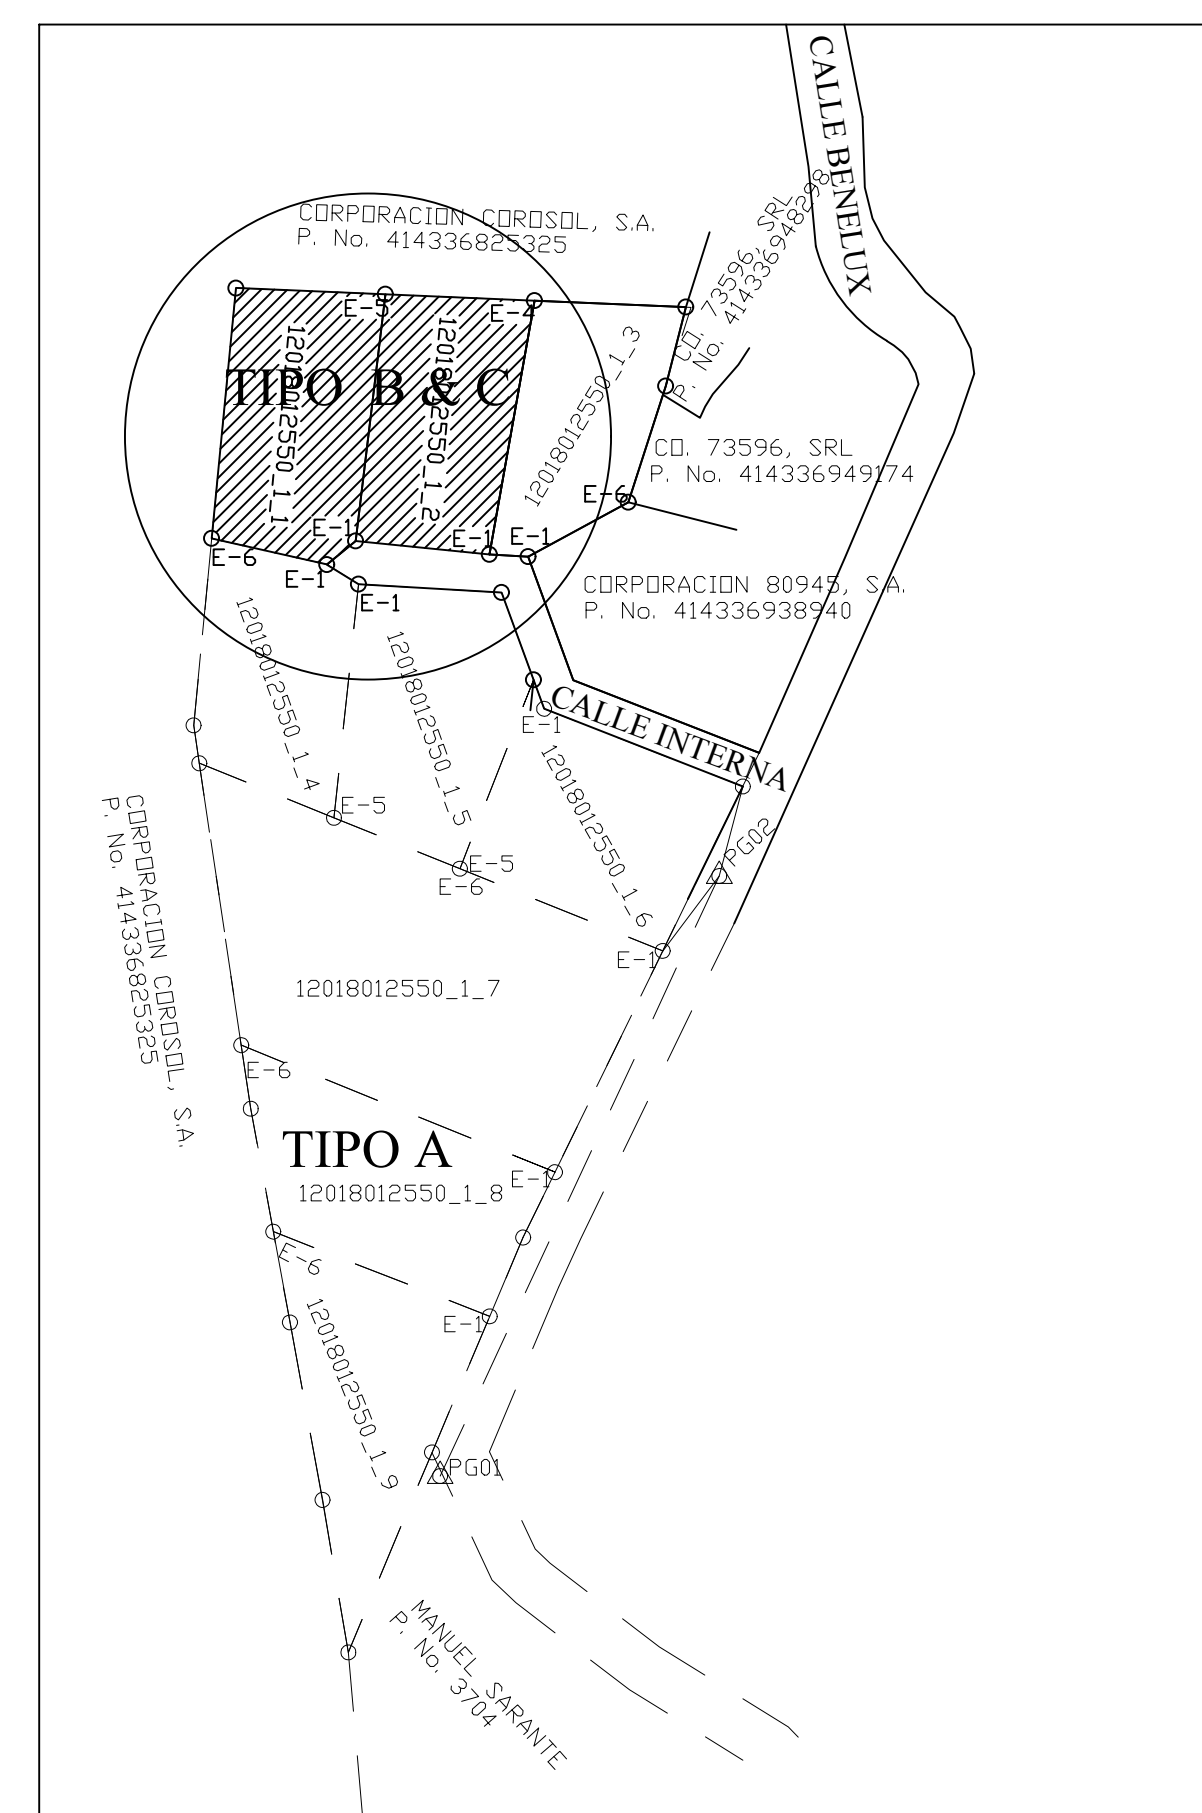 CALLE BENELUX
CORPORACION COROSOL, S.A.
P. No. 414336825325
CO. 73596, SRL
P. No. 414336948298
E-5
E-4
12018012550_1_1
12018012550_1_2
12018012550_1_3
TIPO B & C
CO. 73596, SRL
P. No. 414336949174
E-6
E-1
E-1
E-1
E-6
E-1
E-1
CORPORACION 80945, S.A.
P. No. 414336938940
12018012550_1_4
12018012550_1_5
E-1
CALLE INTERNA
12018012550_1_6
E-5
PG02
E-5
E-6
E-1
CORPORACION COROSOL, S.A.
P. No. 414336825325
12018012550_1_7
E-6
TIPO A
E-1
12018012550_1_8
E-6
E-1
12018012550_1_9
PG01
MANUEL SARANTE
P. No. 3704